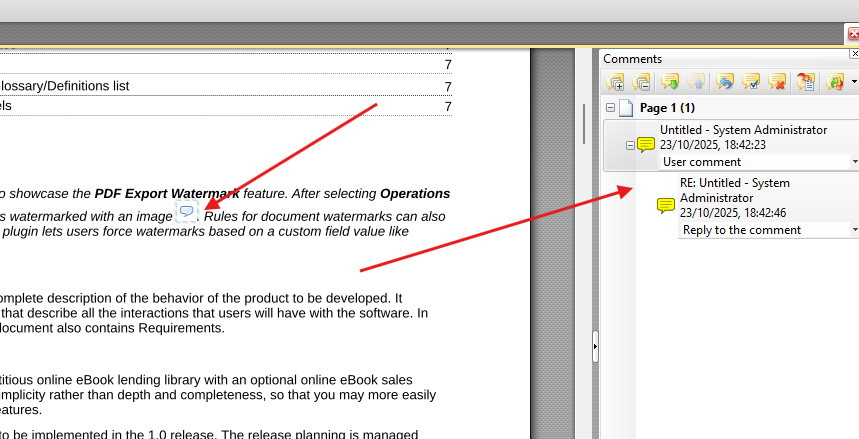 7
lossary/Definitions list 7
els 7
o showcase the PDF Export Watermark feature. After selecting Operations
s watermarked with an image . Rules for document watermarks can also
plugin lets users force watermarks based on a custom field value like
omplete description of the behavior of the product to be developed. It
that describe all the interactions that users will have with the software. In
document also contains Requirements.
titious online eBook lending library with an optional online eBook sales
implicity rather than depth and completeness, so that you may more easily
eatures.
to be implemented in the 1.0 release. The release planning is managed
Comments
Page 1 (1)
Untitled - System Administrator
23/10/2025, 18:42:23
User comment
RE: Untitled - System
Administrator
23/10/2025, 18:42:46
Reply to the comment